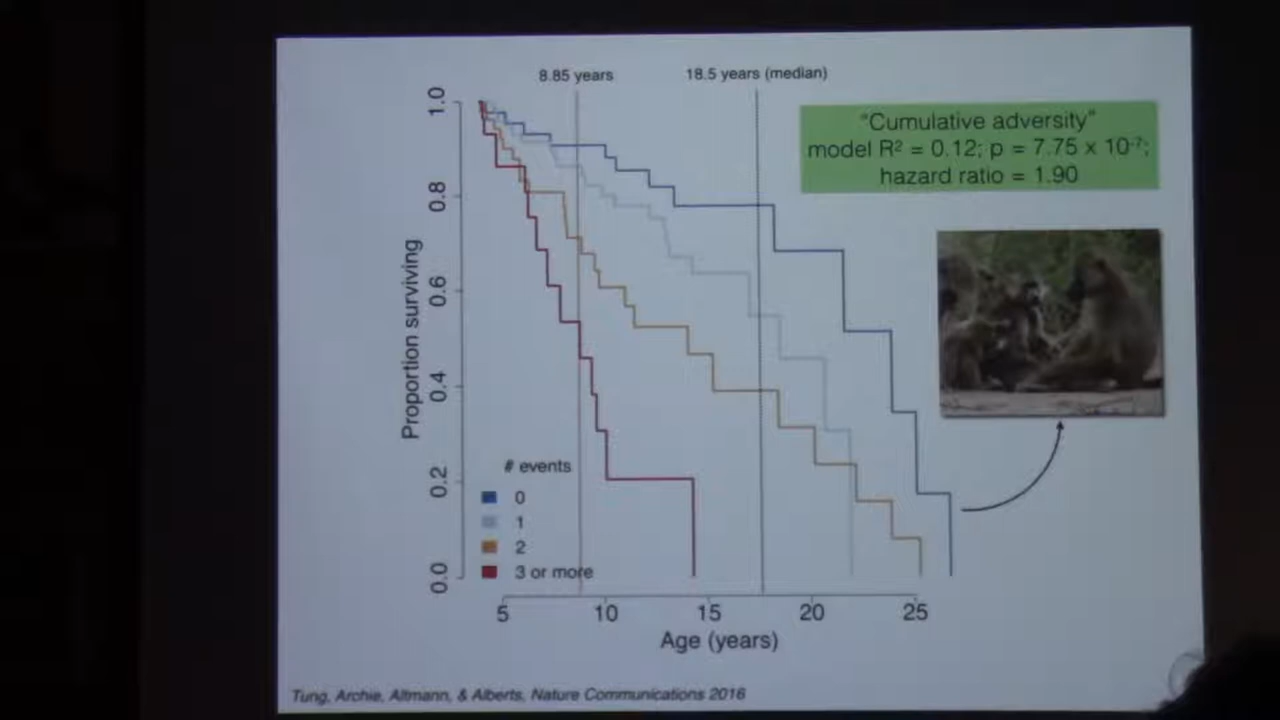 8.85 years
18.5 years (median)
"Cumulative adversity"
model R² = 0.12; p = 7.75 x 10⁻⁷;
hazard ratio = 1.90
Proportion surviving
1.0
0.8
0.6
0.4
0.2
0.0
# events
0
1
2
3 or more
5
10
15
20
25
Age (years)
Tung, Archie, Altmann, & Alberts, Nature Communications 2016